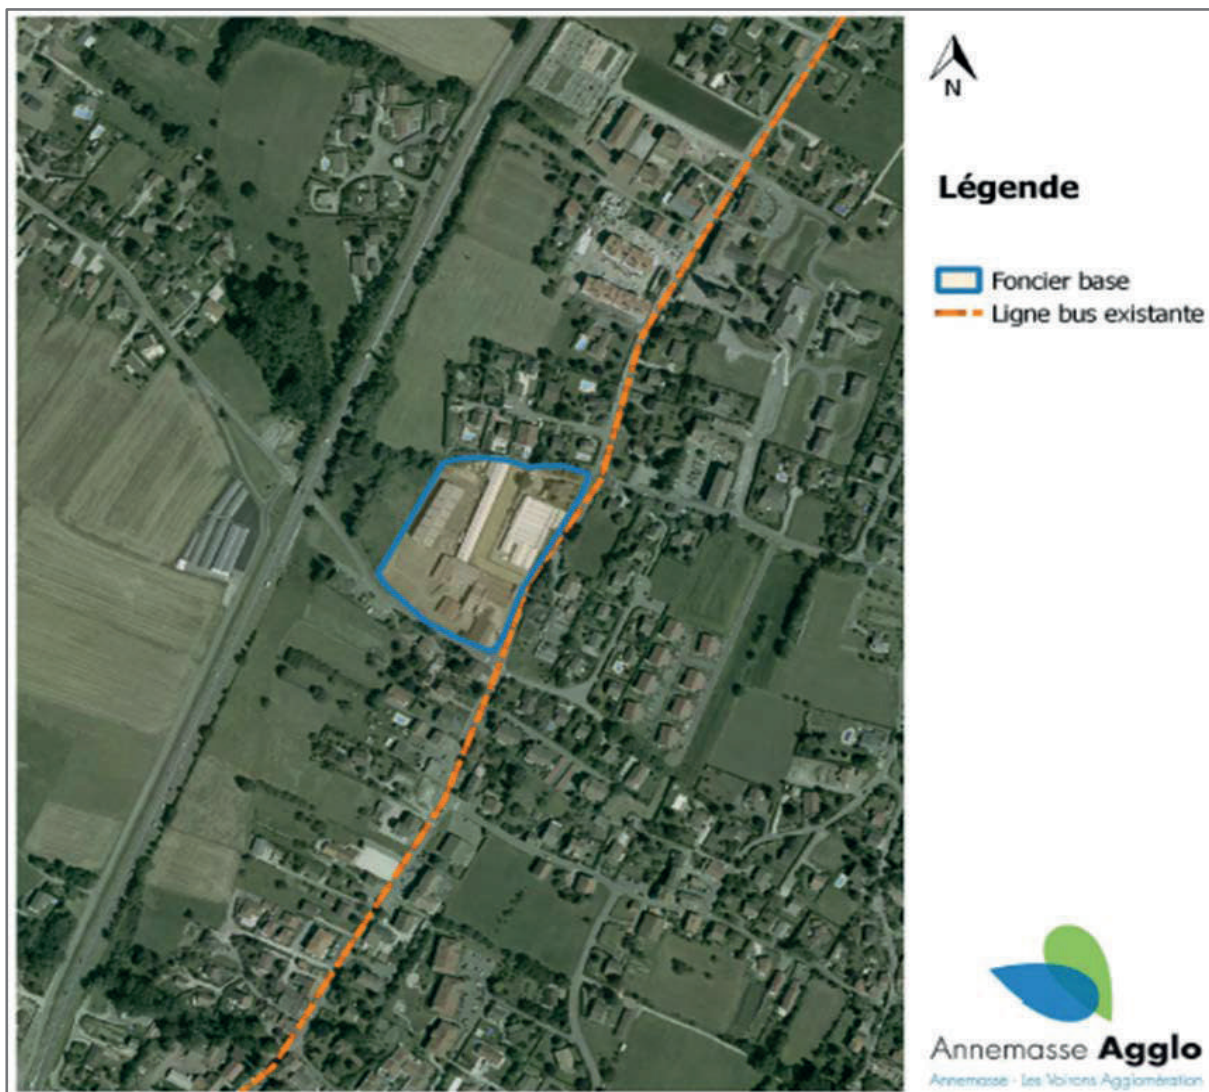 N
Légende
Foncier base
Ligne bus existante
Annemasse Agglo
Annemasse - Les Voirons Agglomération